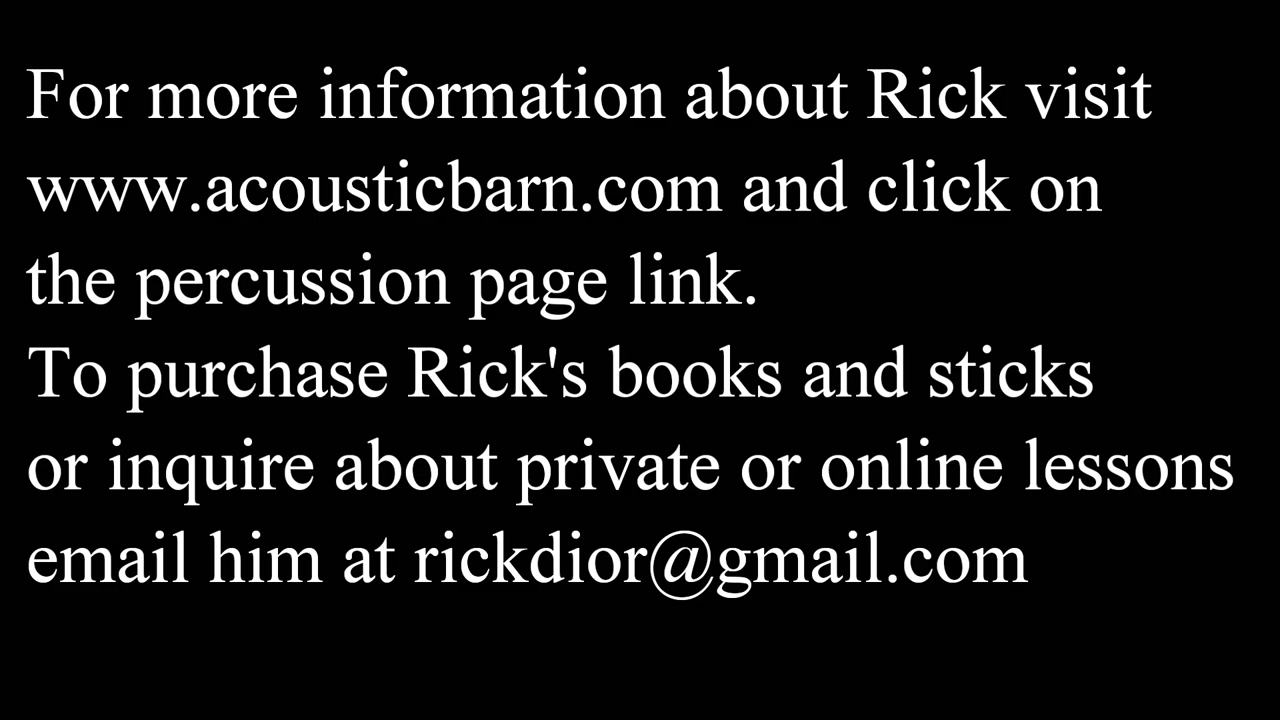 For more information about Rick visit
www.acousticbarn.com and click on
the percussion page link.
To purchase Rick's books and sticks
or inquire about private or online lessons
email him at rickdior@gmail.com